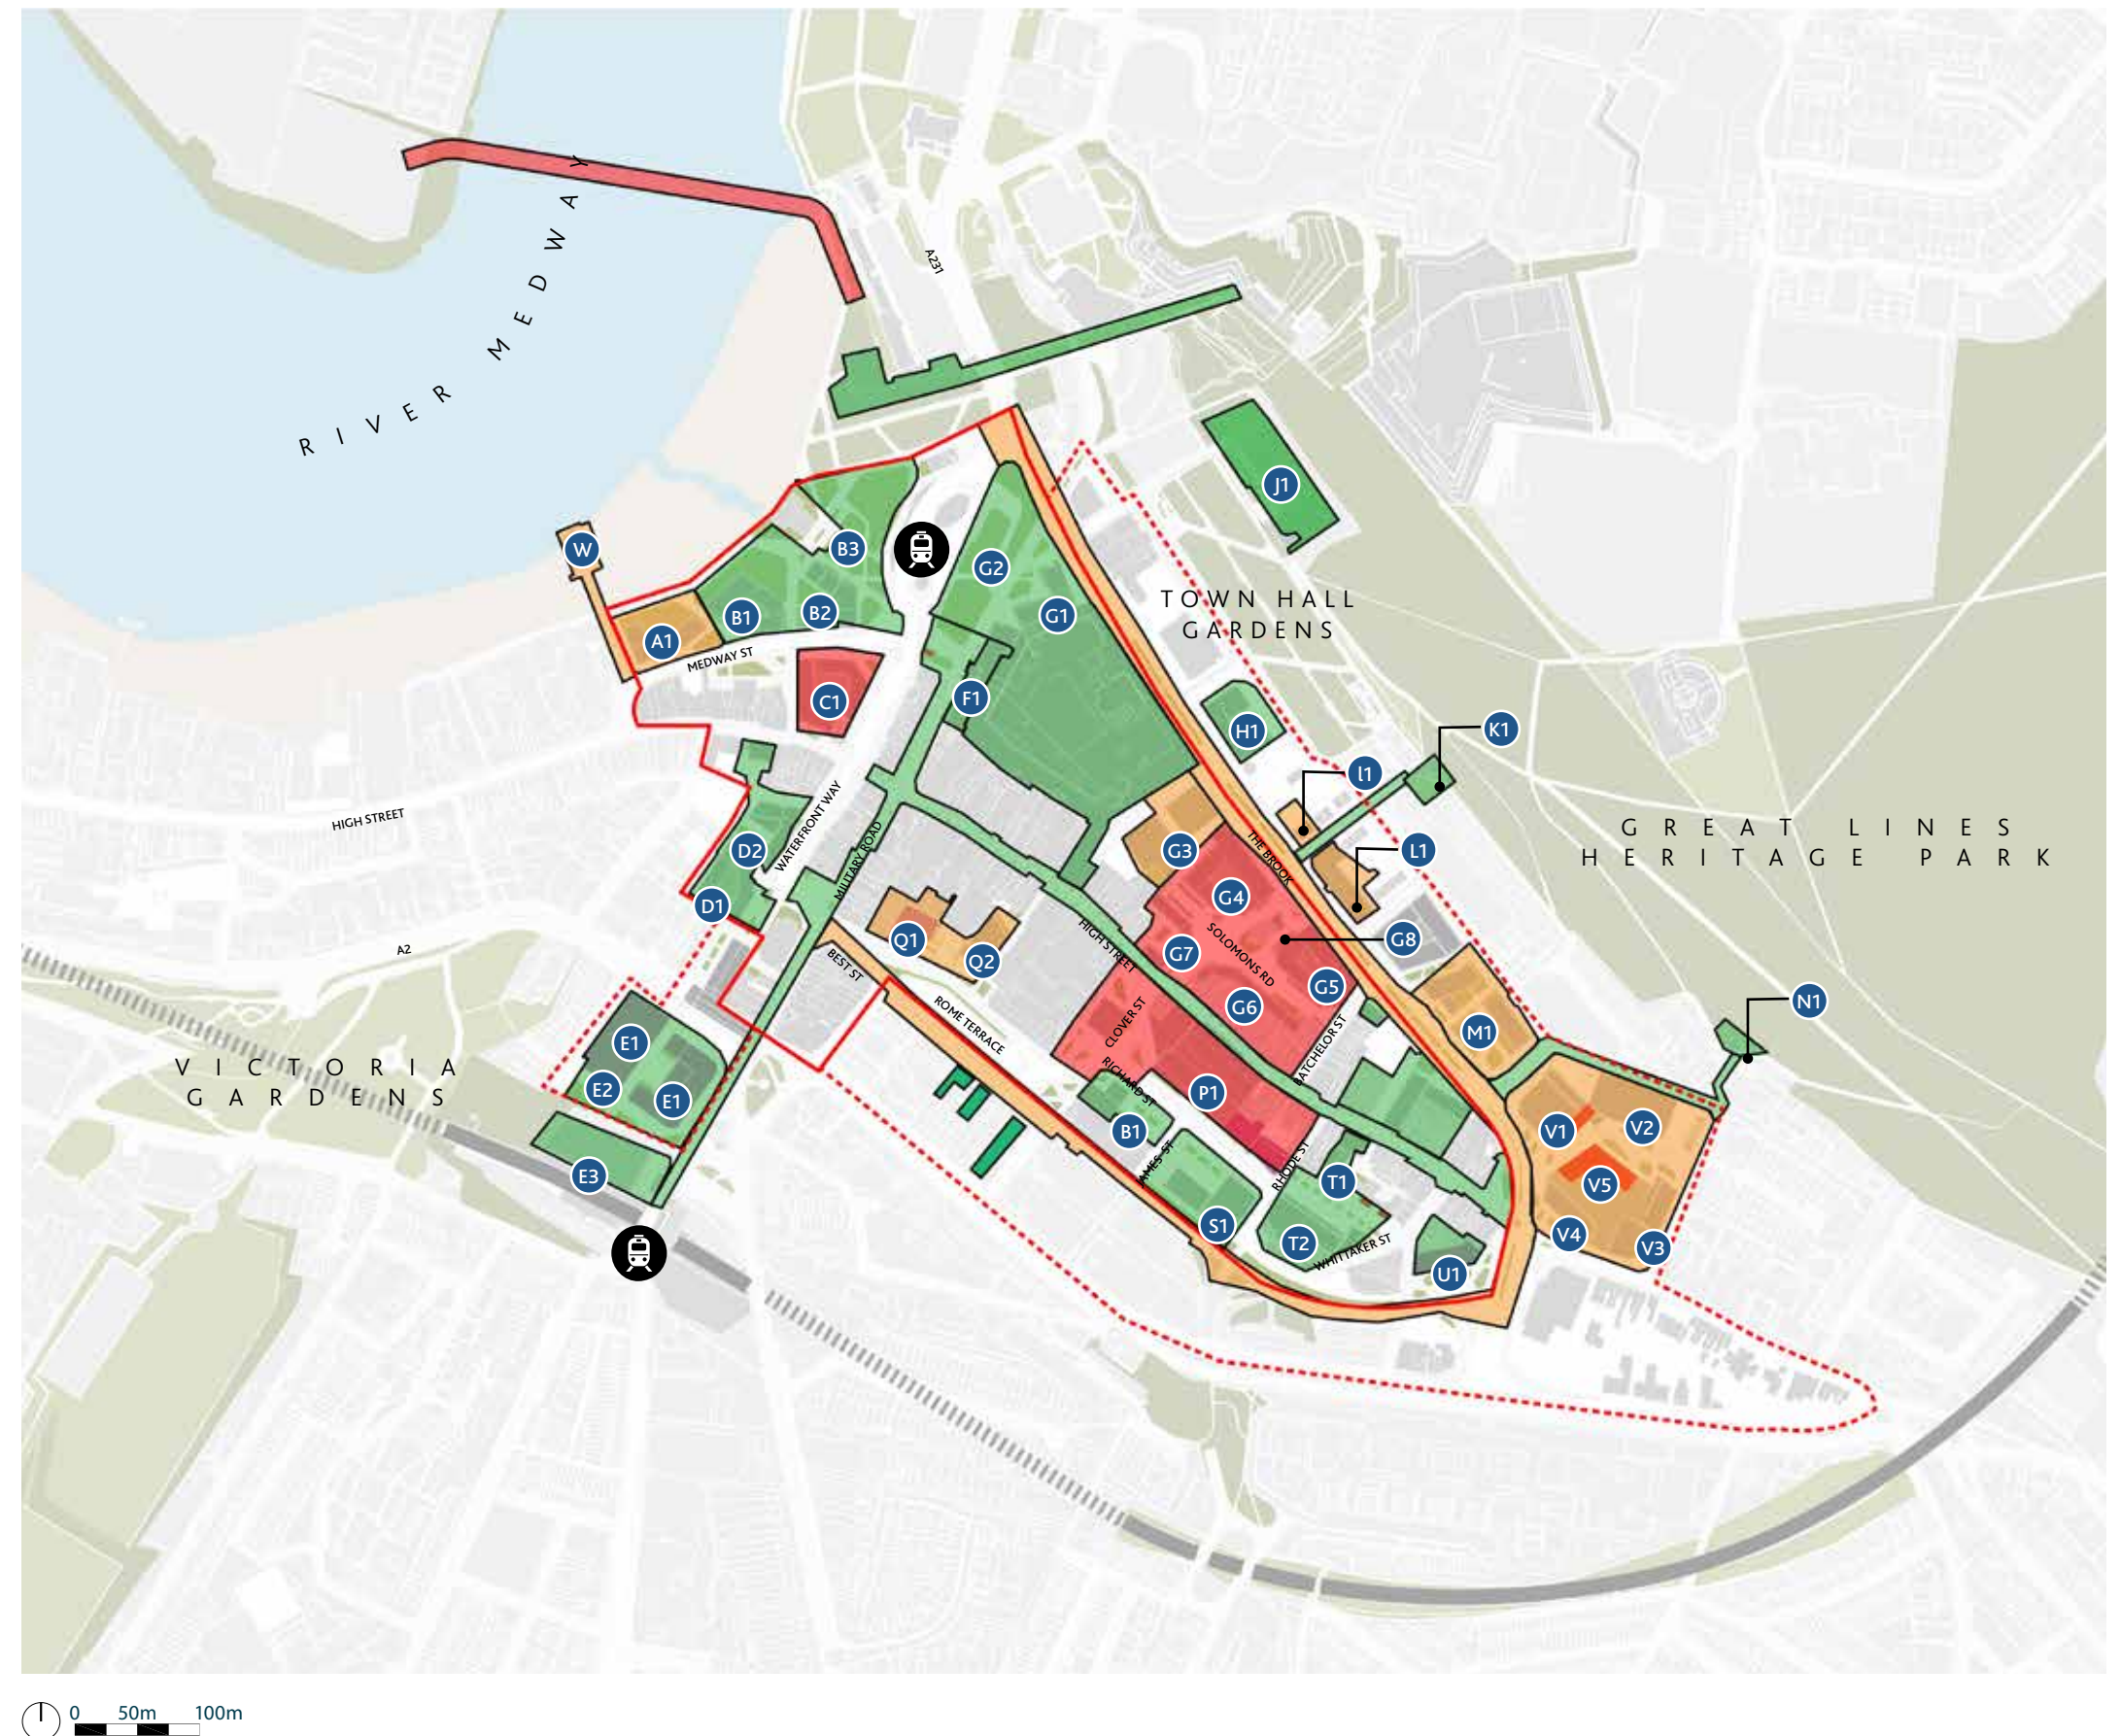 RIVER MEDWAY
A231
J1
W
B3
G2
B1
B2
G1
A1
TOWN HALL
GARDENS
MEDWAY ST
C1
F1
H1
K1
I1
HIGH STREET
WATERFRONT WAY
GREAT LINES
HERITAGE PARK
D2
MILITARY ROAD
G3
THE BROOK
L1
D1
G4
Q1
Q2
HIGH STREET
G7
SOLOMONS RD
G8
A2
BEST ST
G5
G6
ROME TERRACE
CLOVER ST
N1
E1
M1
VICTORIA
GARDENS
BATCHELOR ST
RICHARD ST
E2
E1
P1
B1
V1
V2
JAMES ST
RHODE ST
E3
T1
V5
S1
T2
WHITTAKER ST
V4
V3
U1
0 50m 100m